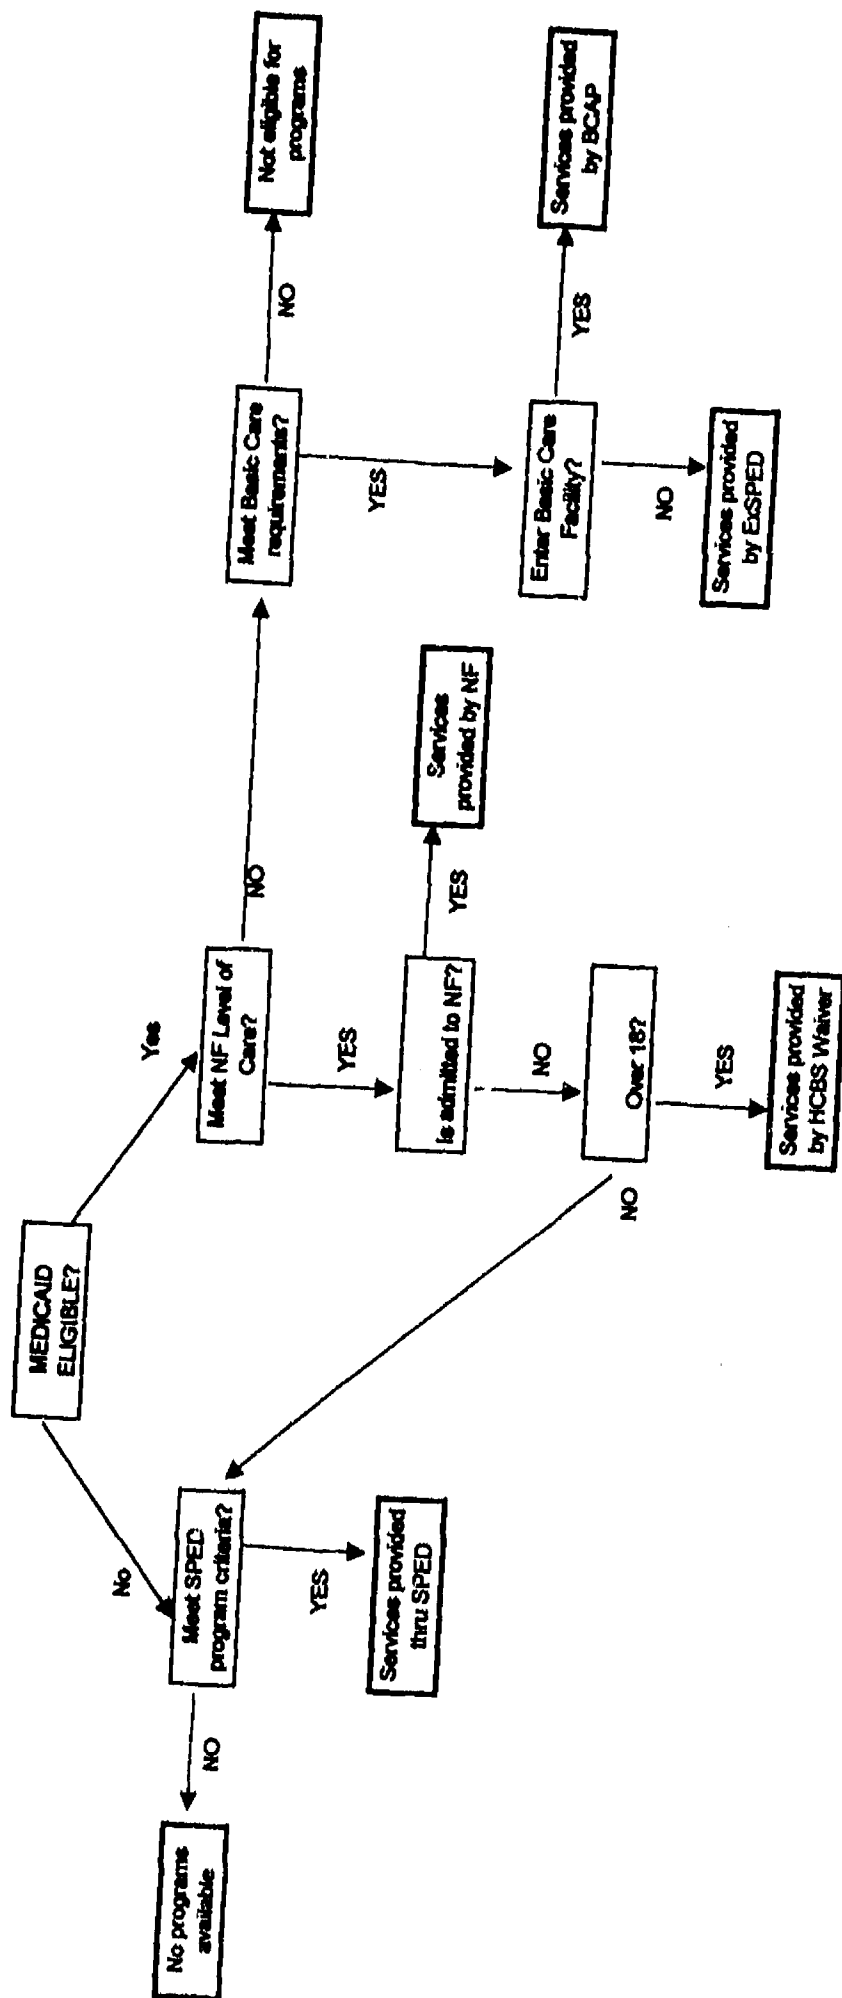 MEDICAID
ELIGIBLE?
No
Yes
Meet SPED
program criteria?
NO
No programs
available
YES
Services provided
thru SPED
Meet NF Level of
Care?
NO
YES
Is admitted to NF?
YES
Services
provided by NF
NO
Over 18?
NO
YES
Services provided
by HCBS Waiver
Meet Basic Care
requirements?
NO
Not eligible for
programs
YES
Enter Basic Care
Facility?
YES
Services provided
by BCAP
NO
Services provided
by ExSPED